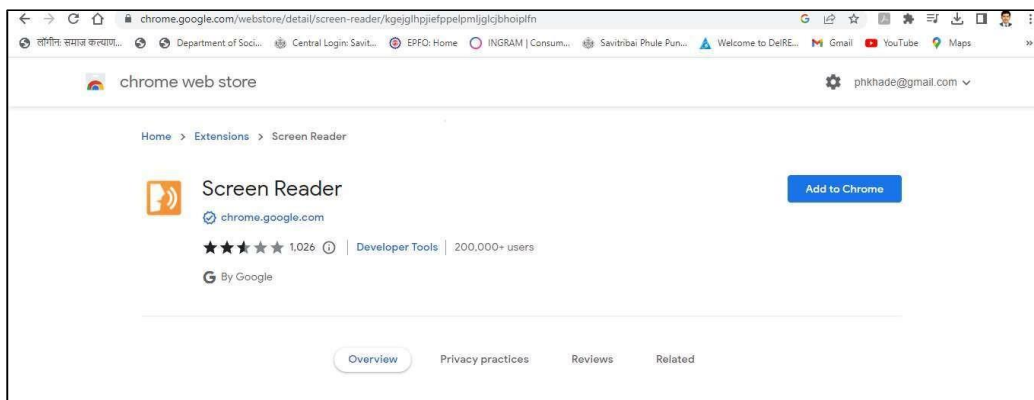 chrome.google.com/webstore/detail/screen-reader/kgejglhpjiefppelpmljglcjbhoiplfn
लॉगीन: समाज कल्याण... Department of Soci... Central Login: Savit... EPFO: Home INGRAM | Consum... Savitribai Phule Pun... Welcome to DelRE... Gmail YouTube Maps »
chrome web store phkhade@gmail.com
Home > Extensions > Screen Reader
Screen Reader Add to Chrome
chrome.google.com
1,026 | Developer Tools | 200,000+ users
G By Google
Overview Privacy practices Reviews Related